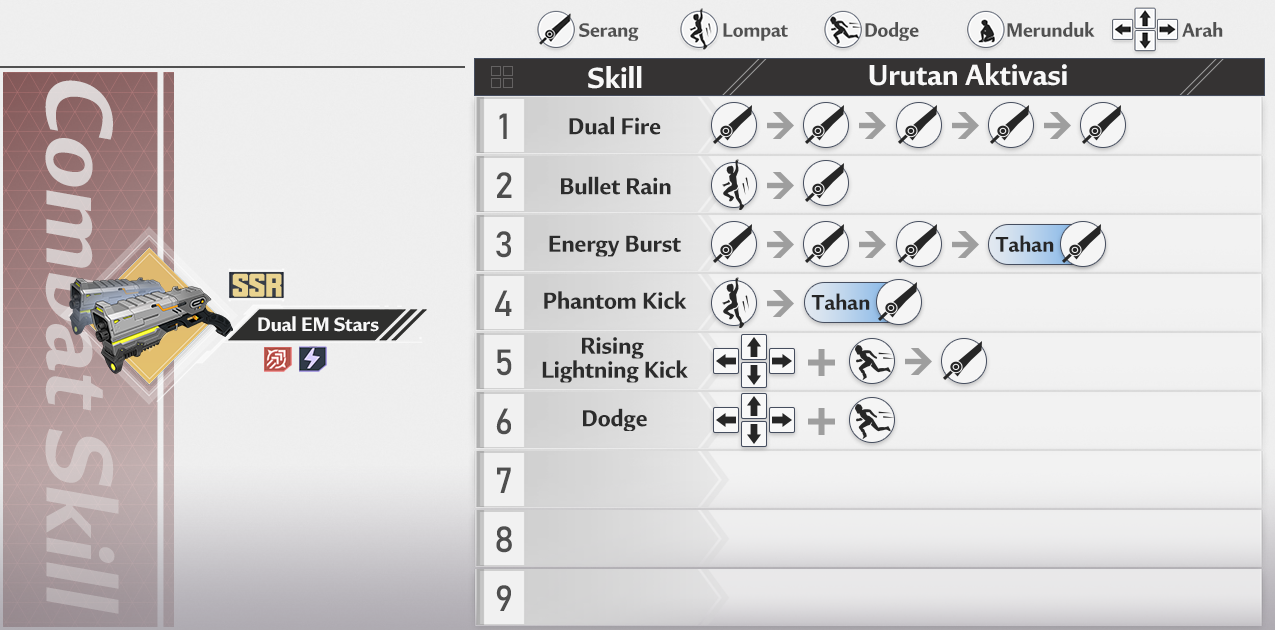 Serang
Lompat
Dodge
Merunduk
Arah
Combat Skill
SSR
Dual EM Stars
Skill
Urutan Aktivasi
1
Dual Fire
2
Bullet Rain
3
Energy Burst
Tahan
4
Phantom Kick
Tahan
5
Rising
Lightning Kick
6
Dodge
7
8
9